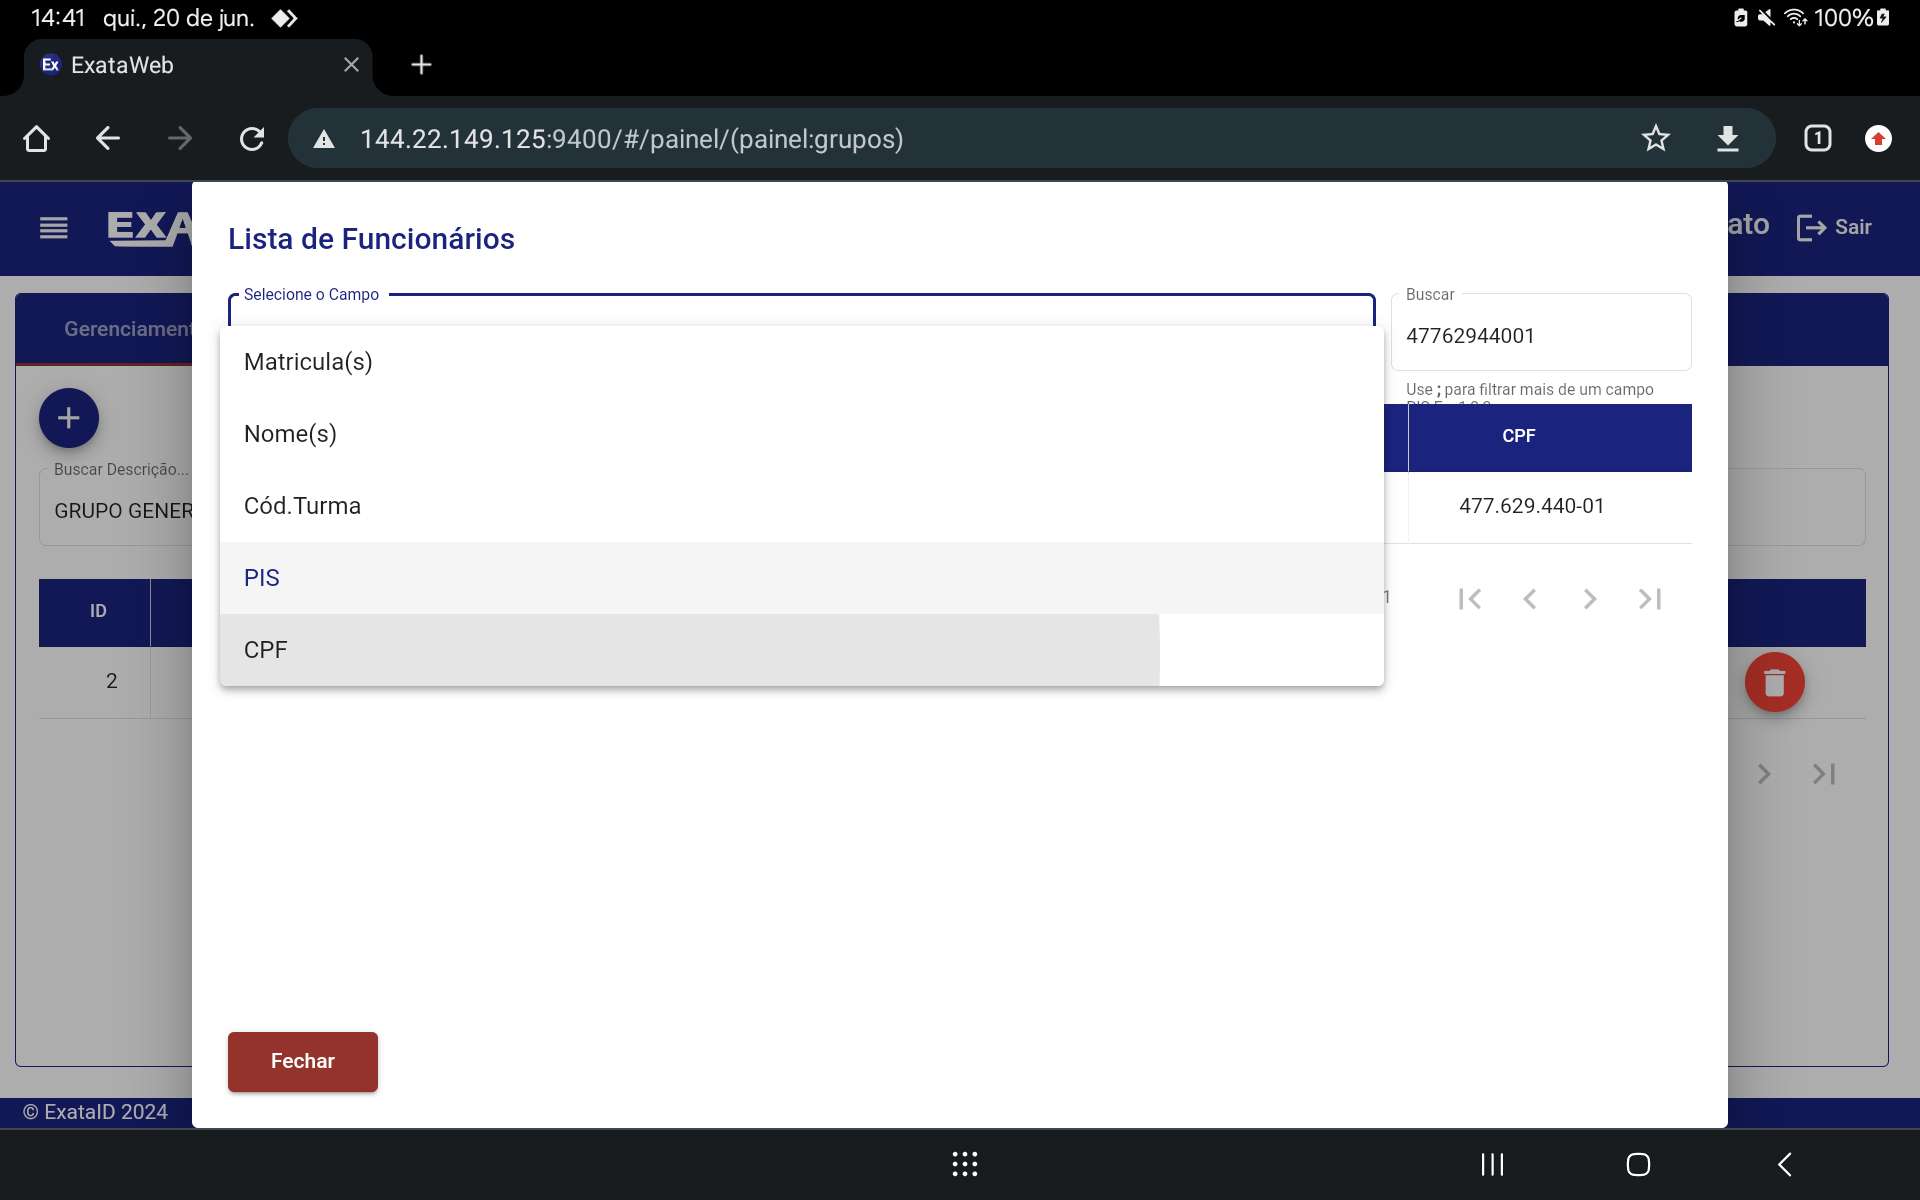 14:41 qui., 20 de jun. 100%
Ex ExataWeb
144.22.149.125:9400/#/painel/(painel:grupos) 1
EXA ato Sair
Lista de Funcionários
Selecione o Campo Buscar
47762944001
Gerenciament
Matricula(s)
Use ; para filtrar mais de um campo
Nome(s) CPF
Buscar Descrição...
Cód.Turma 477.629.440-01
GRUPO GENER
PIS
1
ID
CPF
2
Fechar
© ExataID 2024